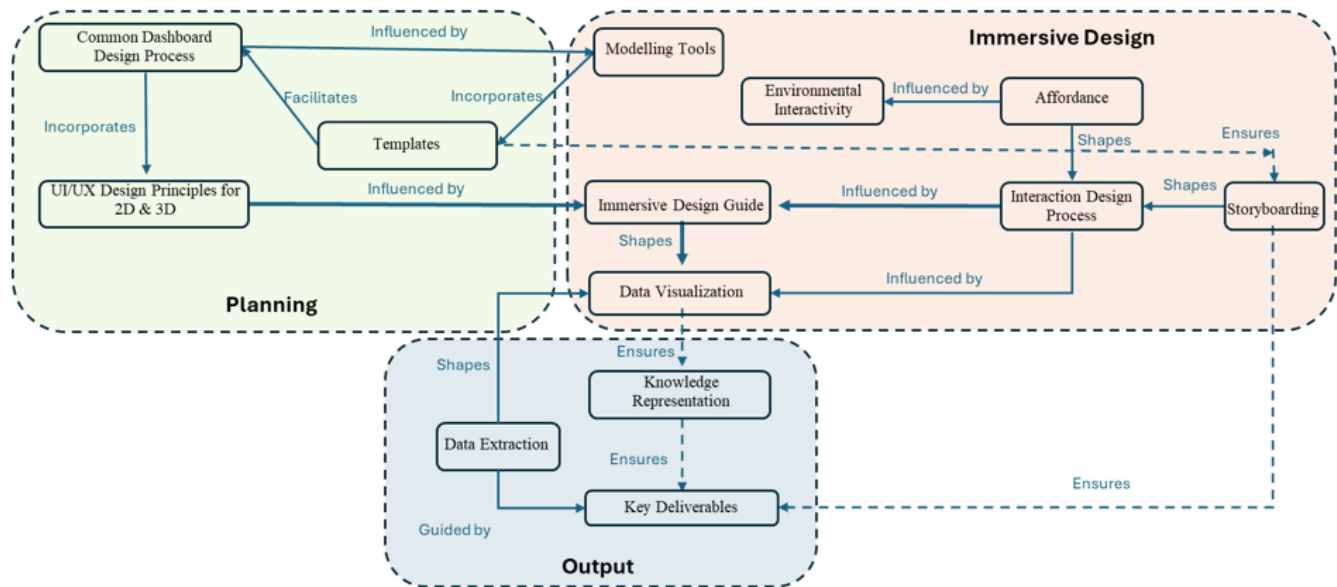 Common Dashboard
Design Process
Influenced by
Modelling Tools
Immersive Design
Facilitates
Incorporates
Environmental
Interactivity
Influenced by
Affordance
Incorporates
Templates
Shapes
Ensures
UI/UX Design Principles for
2D & 3D
Influenced by
Immersive Design Guide
Influenced by
Interaction Design
Process
Shapes
Storyboarding
Shapes
Influenced by
Data Visualization
Planning
Shapes
Ensures
Knowledge
Representation
Data Extraction
Ensures
Ensures
Key Deliverables
Guided by
Output